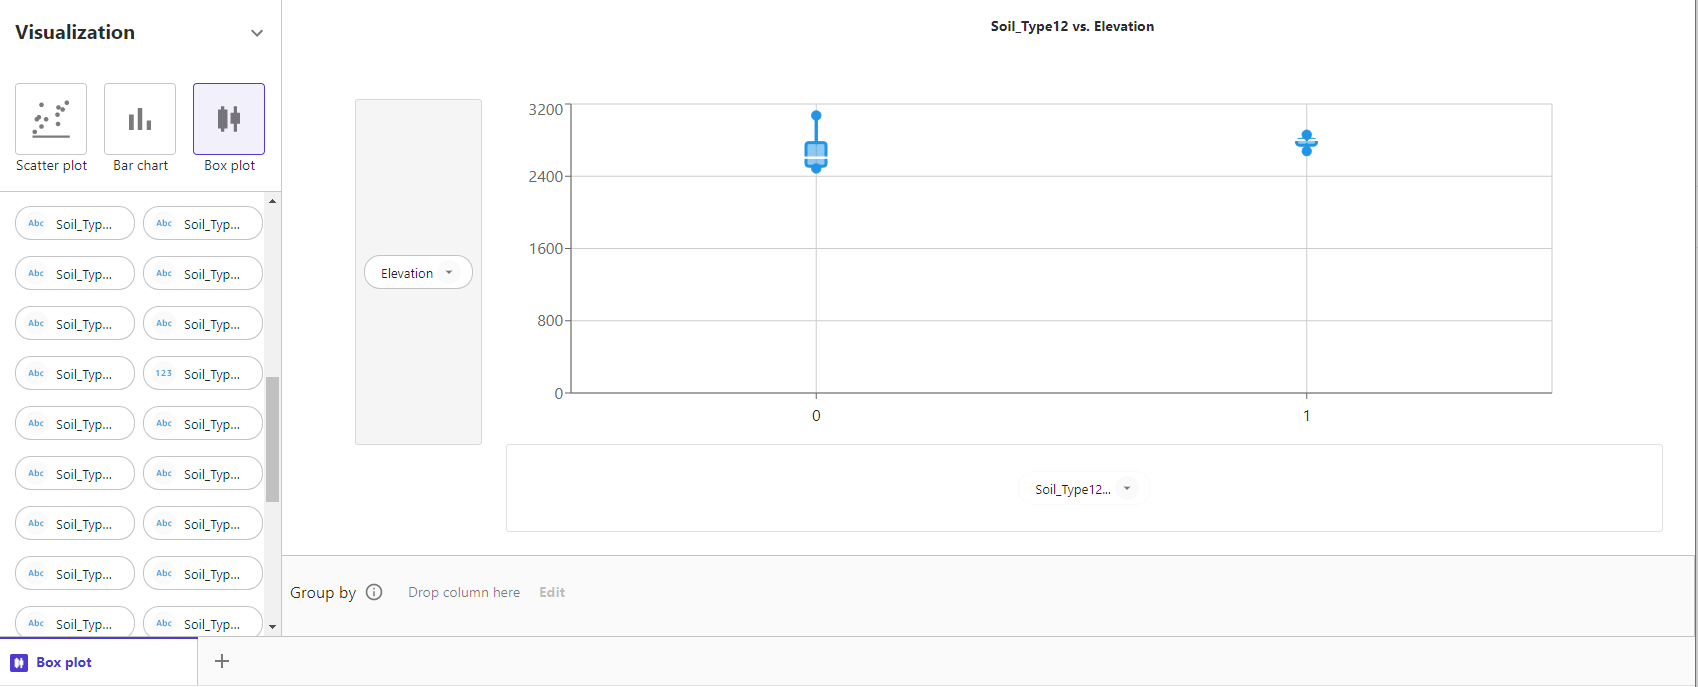 Visualization
Scatter plot
Bar chart
Box plot
Abc Soil_Typ... Abc Soil_Typ...
Abc Soil_Typ... Abc Soil_Typ...
Abc Soil_Typ... Abc Soil_Typ...
Abc Soil_Typ... 123 Soil_Typ...
Abc Soil_Typ... Abc Soil_Typ...
Abc Soil_Typ... Abc Soil_Typ...
Abc Soil_Typ... Abc Soil_Typ...
Abc Soil_Typ... Abc Soil_Typ...
Abc Soil_Typ... Abc Soil_Typ...
Soil_Type12 vs. Elevation
Elevation
3200
2400
1600
800
0
0 1
Soil_Type12...
Group by Drop column here Edit
Box plot